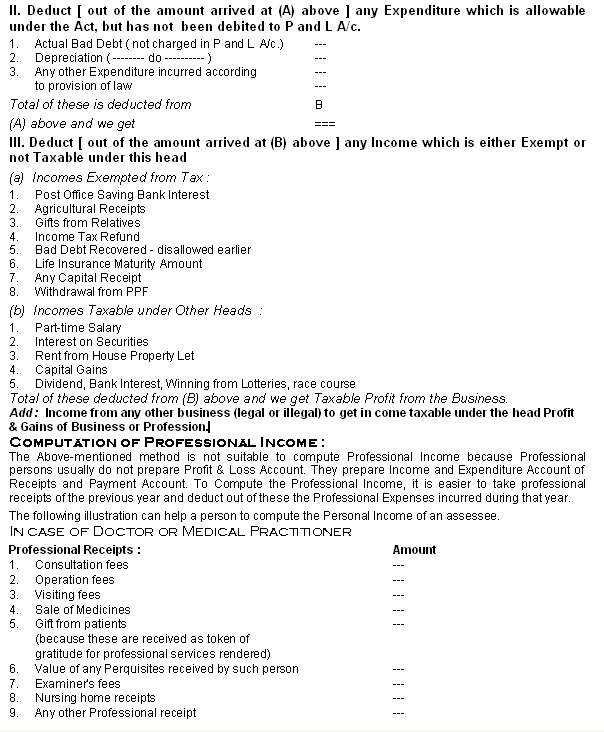 II. Deduct [ out of the amount arrived at (A) above ] any Expenditure which is allowable
under the Act, but has not been debited to P and L A/c.
1. Actual Bad Debt ( not charged in P and L A/c.) ---
2. Depreciation ( -------- do ---------- ) ---
3. Any other Expenditure incurred according ---
to provision of law ---
Total of these is deducted from B
(A) above and we get ===
III. Deduct [ out of the amount arrived at (B) above ] any Income which is either Exempt or
not Taxable under this head
(a) Incomes Exempted from Tax :
1. Post Office Saving Bank Interest
2. Agricultural Receipts
3. Gifts from Relatives
4. Income Tax Refund
5. Bad Debt Recovered - disallowed earlier
6. Life Insurance Maturity Amount
7. Any Capital Receipt
8. Withdrawal from PPF
(b) Incomes Taxable under Other Heads :
1. Part-time Salary
2. Interest on Securities
3. Rent from House Property Let
4. Capital Gains
5. Dividend, Bank Interest, Winning from Lotteries, race course
Total of these deducted from (B) above and we get Taxable Profit from the Business.
Add : Income from any other business (legal or illegal) to get in come taxable under the head Profit
& Gains of Business or Profession.
COMPUTATION OF PROFESSIONAL INCOME :
The Above-mentioned method is not suitable to compute Professional Income because Professional
persons usually do not prepare Profit & Loss Account. They prepare Income and Expenditure Account of
Receipts and Payment Account. To Compute the Professional Income, it is easier to take professional
receipts of the previous year and deduct out of these the Professional Expenses incurred during that year.
The following illustration can help a person to compute the Personal Income of an assessee.
IN CASE OF DOCTOR OR MEDICAL PRACTITIONER
Professional Receipts : Amount
1. Consultation fees ---
2. Operation fees ---
3. Visiting fees ---
4. Sale of Medicines ---
5. Gift from patients ---
(because these are received as token of
gratitude for professional services rendered)
6. Value of any Perquisites received by such person ---
7. Examiner's fees ---
8. Nursing home receipts ---
9. Any other Professional receipt ---